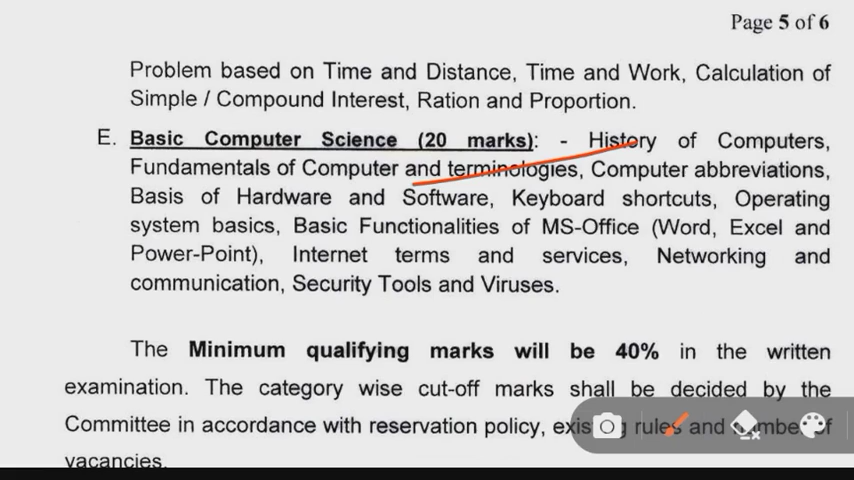 Page 5 of 6
Problem based on Time and Distance, Time and Work, Calculation of
Simple / Compound Interest, Ration and Proportion.
E. Basic Computer Science (20 marks): - History of Computers,
Fundamentals of Computer and terminologies, Computer abbreviations,
Basis of Hardware and Software, Keyboard shortcuts, Operating
system basics, Basic Functionalities of MS-Office (Word, Excel and
Power-Point), Internet terms and services, Networking and
communication, Security Tools and Viruses.
The Minimum qualifying marks will be 40% in the written
examination. The category wise cut-off marks shall be decided by the
Committee in accordance with reservation policy, existing rules and number of
vacancies.